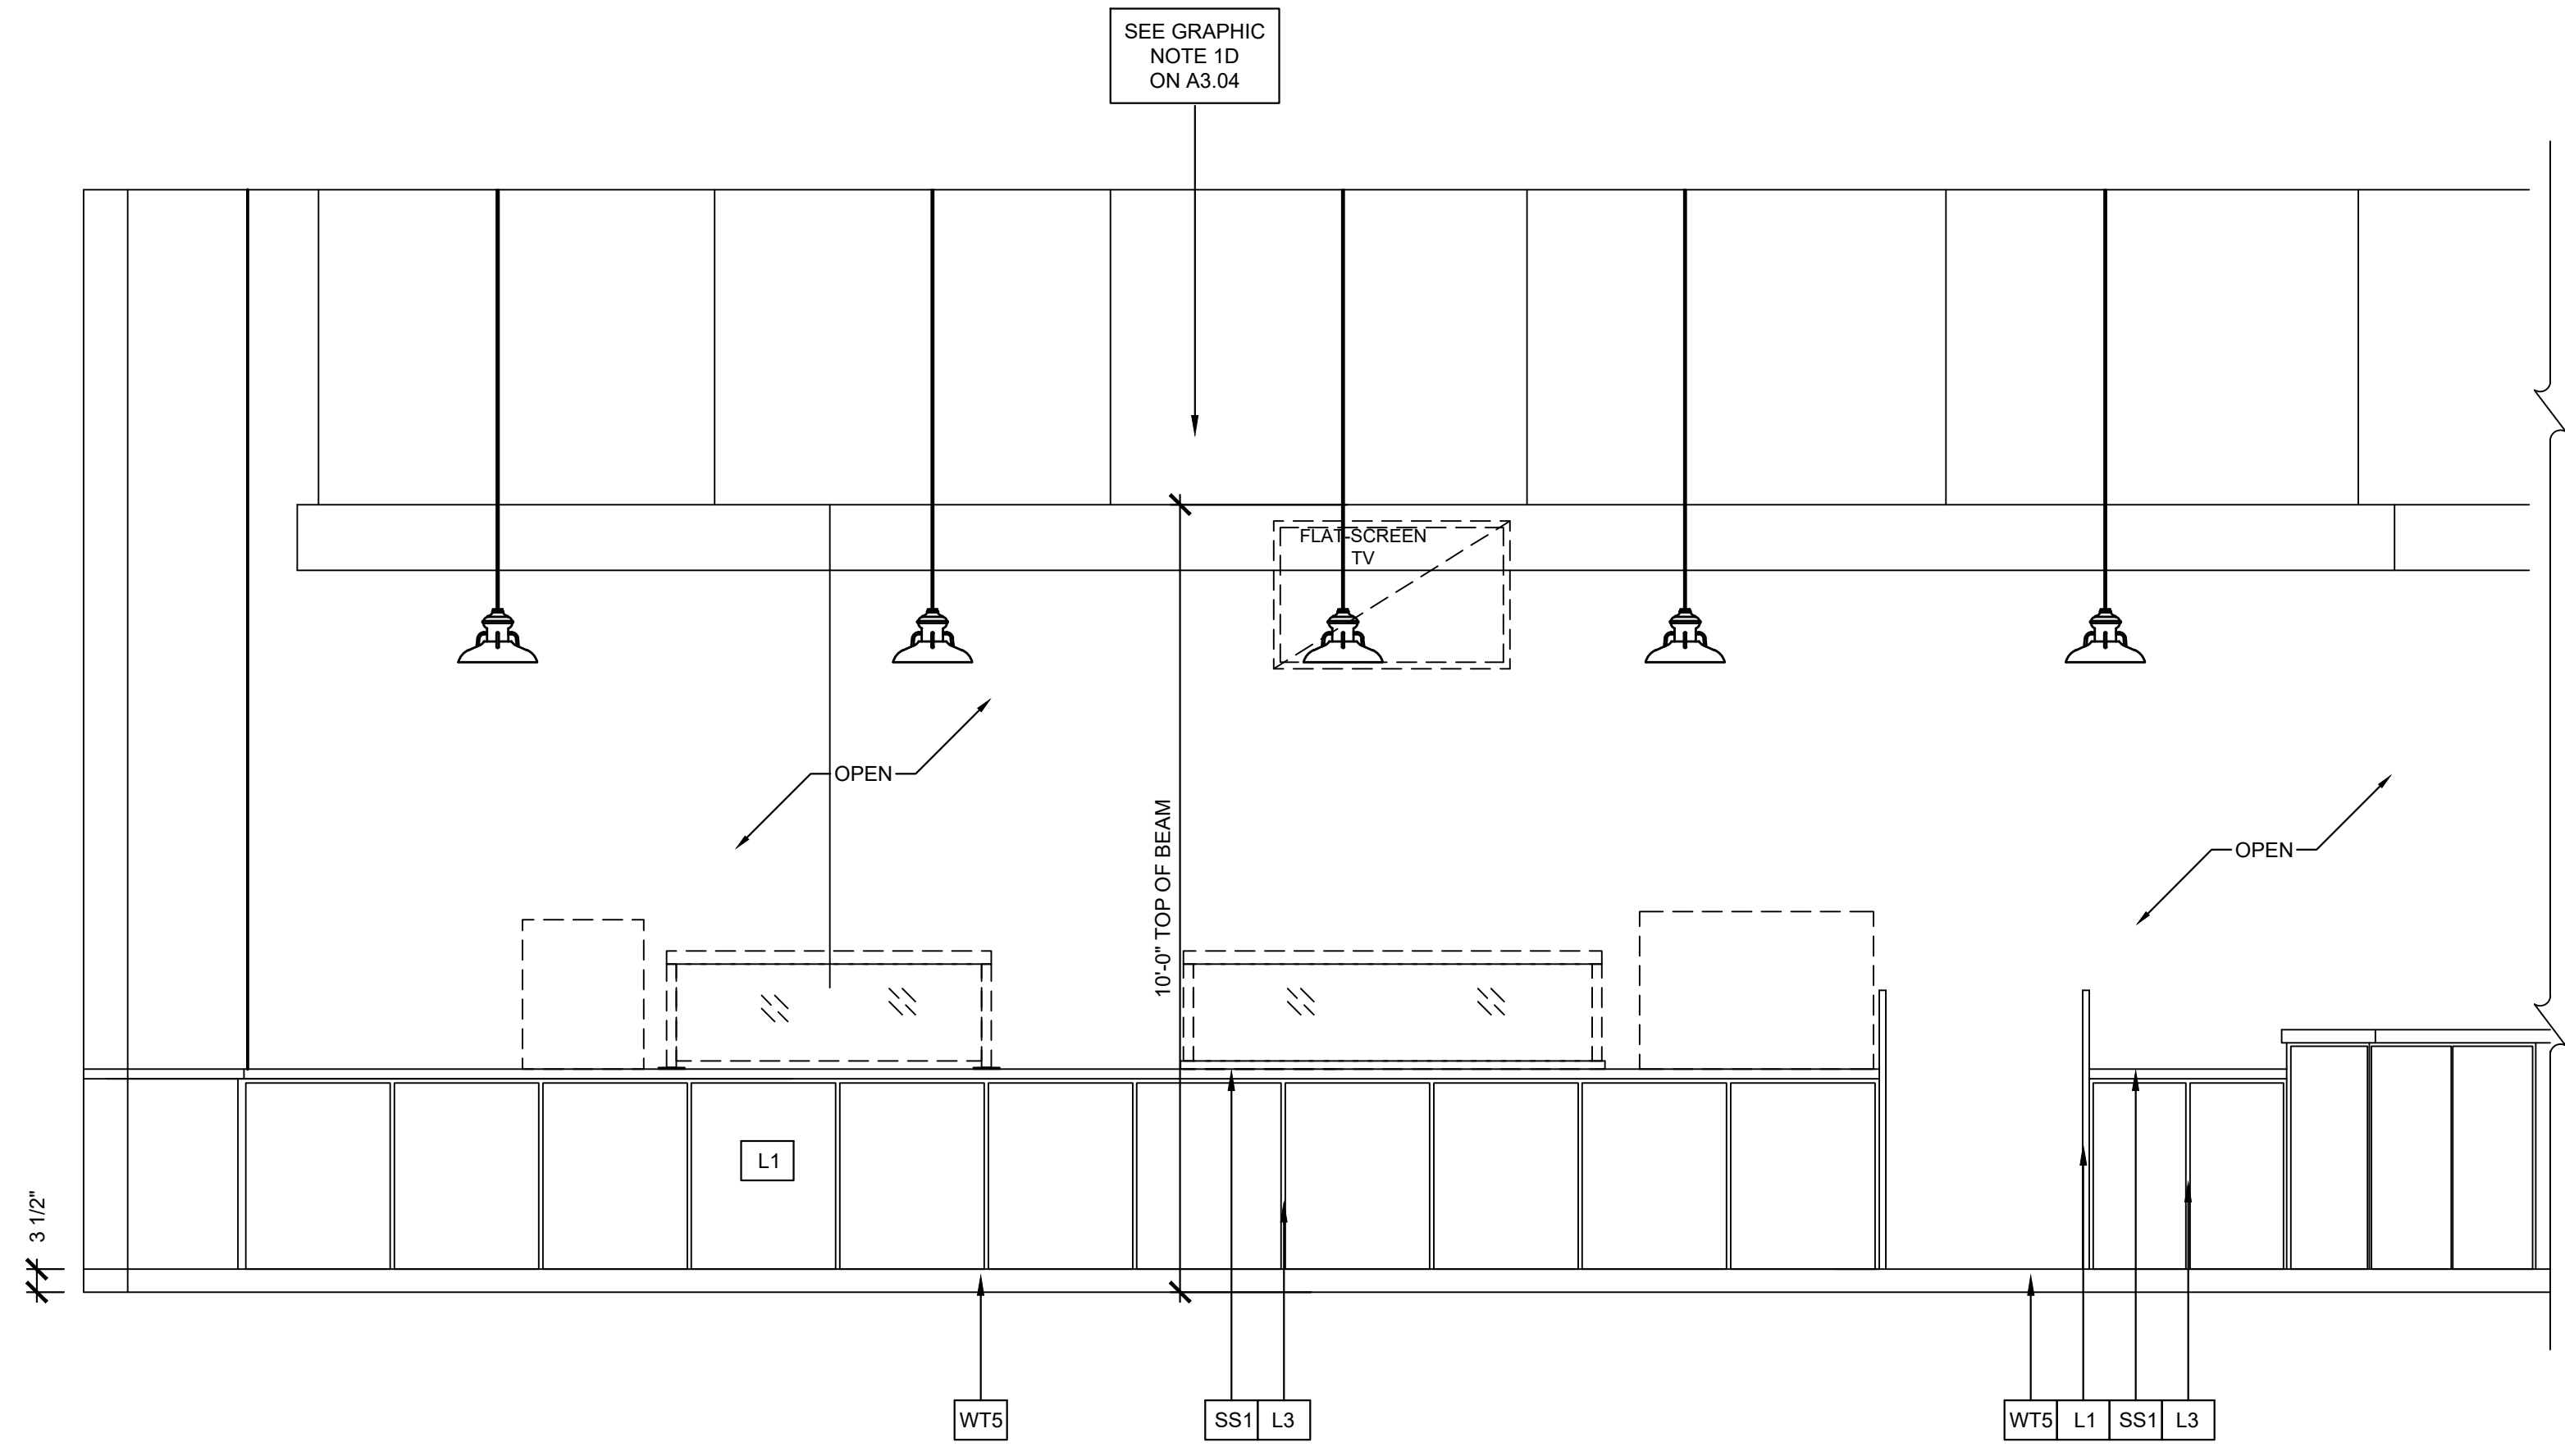 SEE GRAPHIC
NOTE 1D
ON A3.04
FLAT-SCREEN
TV
OPEN
OPEN
10'-0" TOP OF BEAM
L1
3 1/2"
WT5
SS1
L3
WT5
L1
SS1
L3